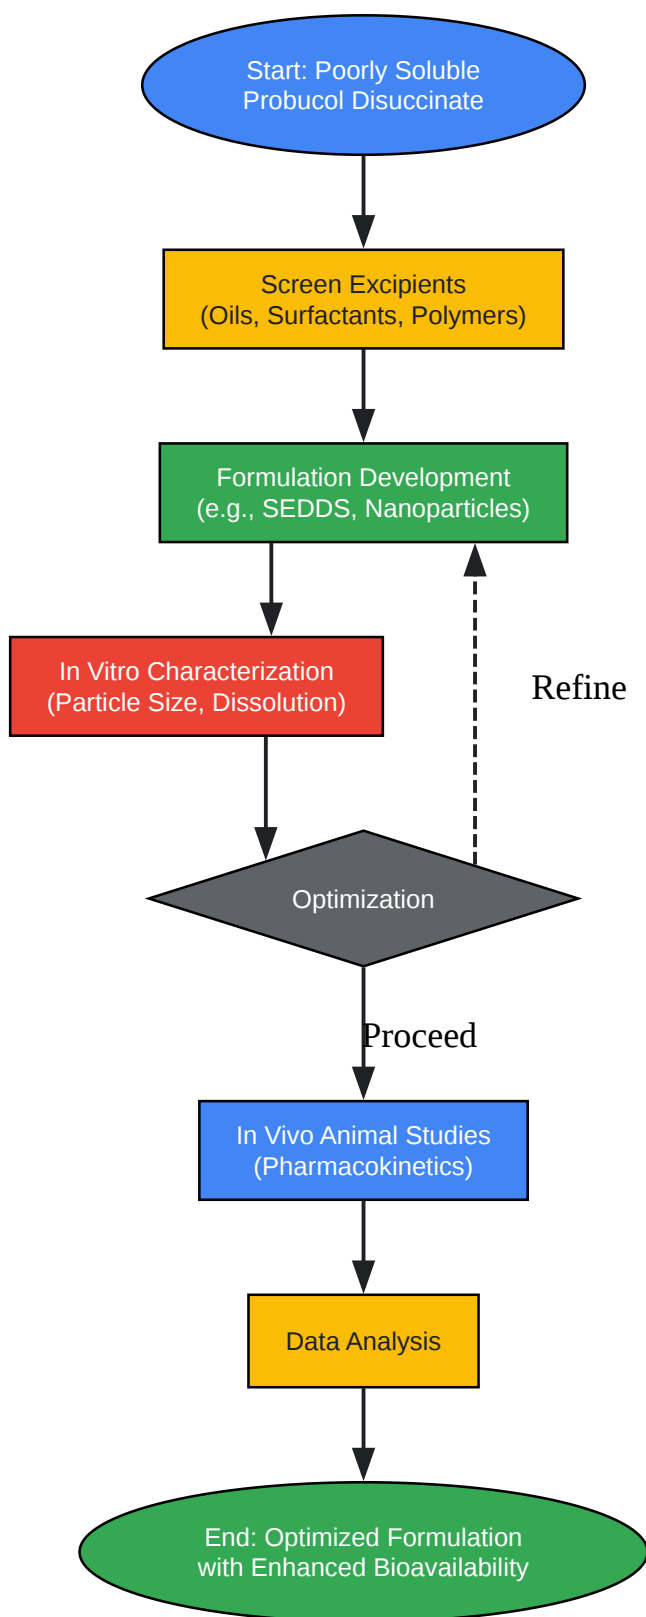 Start: Poorly Soluble
Probucol Disuccinate
Screen Excipients
(Oils, Surfactants, Polymers)
Formulation Development
(e.g., SEDDS, Nanoparticles)
In Vitro Characterization
(Particle Size, Dissolution)
Refine
Optimization
Proceed
In Vivo Animal Studies
(Pharmacokinetics)
Data Analysis
End: Optimized Formulation
with Enhanced Bioavailability